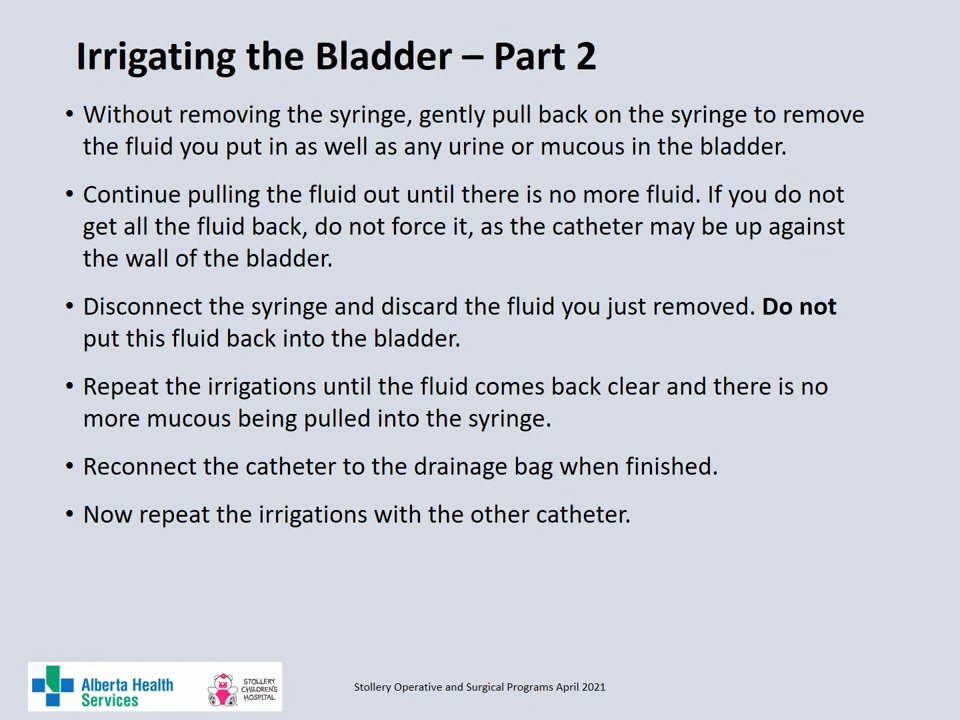 Irrigating the Bladder – Part 2
• Without removing the syringe, gently pull back on the syringe to remove
the fluid you put in as well as any urine or mucous in the bladder.
• Continue pulling the fluid out until there is no more fluid. If you do not
get all the fluid back, do not force it, as the catheter may be up against
the wall of the bladder.
• Disconnect the syringe and discard the fluid you just removed. Do not
put this fluid back into the bladder.
• Repeat the irrigations until the fluid comes back clear and there is no
more mucous being pulled into the syringe.
• Reconnect the catheter to the drainage bag when finished.
• Now repeat the irrigations with the other catheter.
Alberta Health
Services
STOLLERY
CHILDREN'S
HOSPITAL
Stollery Operative and Surgical Programs April 2021